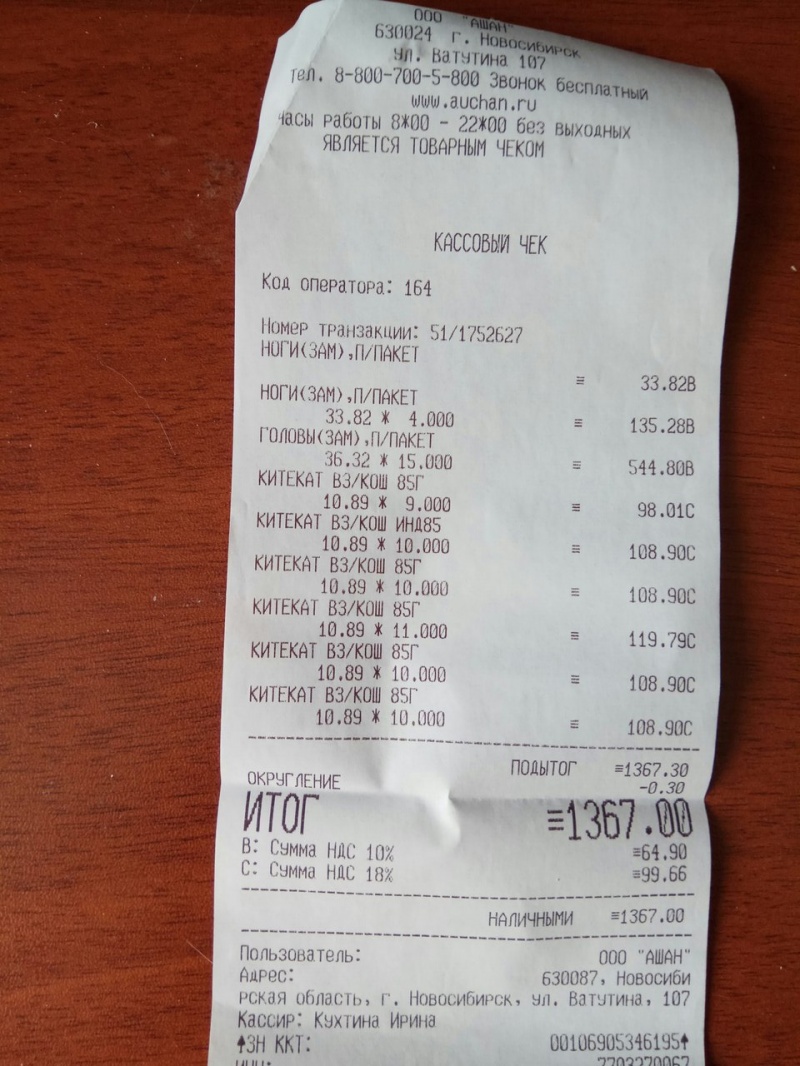 ООО "АШАН"
630024 г. Новосибирск
ул. Ватутина 107
тел. 8-800-700-5-800 Звонок бесплатный
www.auchan.ru
часы работы 8*00 - 22*00 без выходных
ЯВЛЯЕТСЯ ТОВАРНЫМ ЧЕКОМ
КАССОВЫЙ ЧЕК
Код оператора: 164
Номер транзакции: 51/1752627
НОГИ(ЗАМ),П/ПАКЕТ
≡ 33.82В
НОГИ(ЗАМ),П/ПАКЕТ
33.82 * 4.000 ≡ 135.28В
ГОЛОВЫ(ЗАМ),П/ПАКЕТ
36.32 * 15.000 ≡ 544.80В
КИТЕКАТ ВЗ/КОШ 85Г
10.89 * 9.000 ≡ 98.01С
КИТЕКАТ ВЗ/КОШ ИНД85
10.89 * 10.000 ≡ 108.90С
КИТЕКАТ ВЗ/КОШ 85Г
10.89 * 10.000 ≡ 108.90С
КИТЕКАТ ВЗ/КОШ 85Г
10.89 * 11.000 ≡ 119.79С
КИТЕКАТ ВЗ/КОШ 85Г
10.89 * 10.000 ≡ 108.90С
КИТЕКАТ ВЗ/КОШ 85Г
10.89 * 10.000 ≡ 108.90С
ПОДЫТОГ ≡1367.30
ОКРУГЛЕНИЕ -0.30
ИТОГ ≡1367.00
В: Сумма НДС 10% ≡64.90
С: Сумма НДС 18% ≡99.66
НАЛИЧНЫМИ ≡1367.00
Пользователь: ООО "АШАН"
Адрес: 630087, Новосиби
рская область, г. Новосибирск, ул. Ватутина, 107
Кассир: Кухтина Ирина
↑ЗН ККТ: 00106905346195↑
ИНН: 7703270067